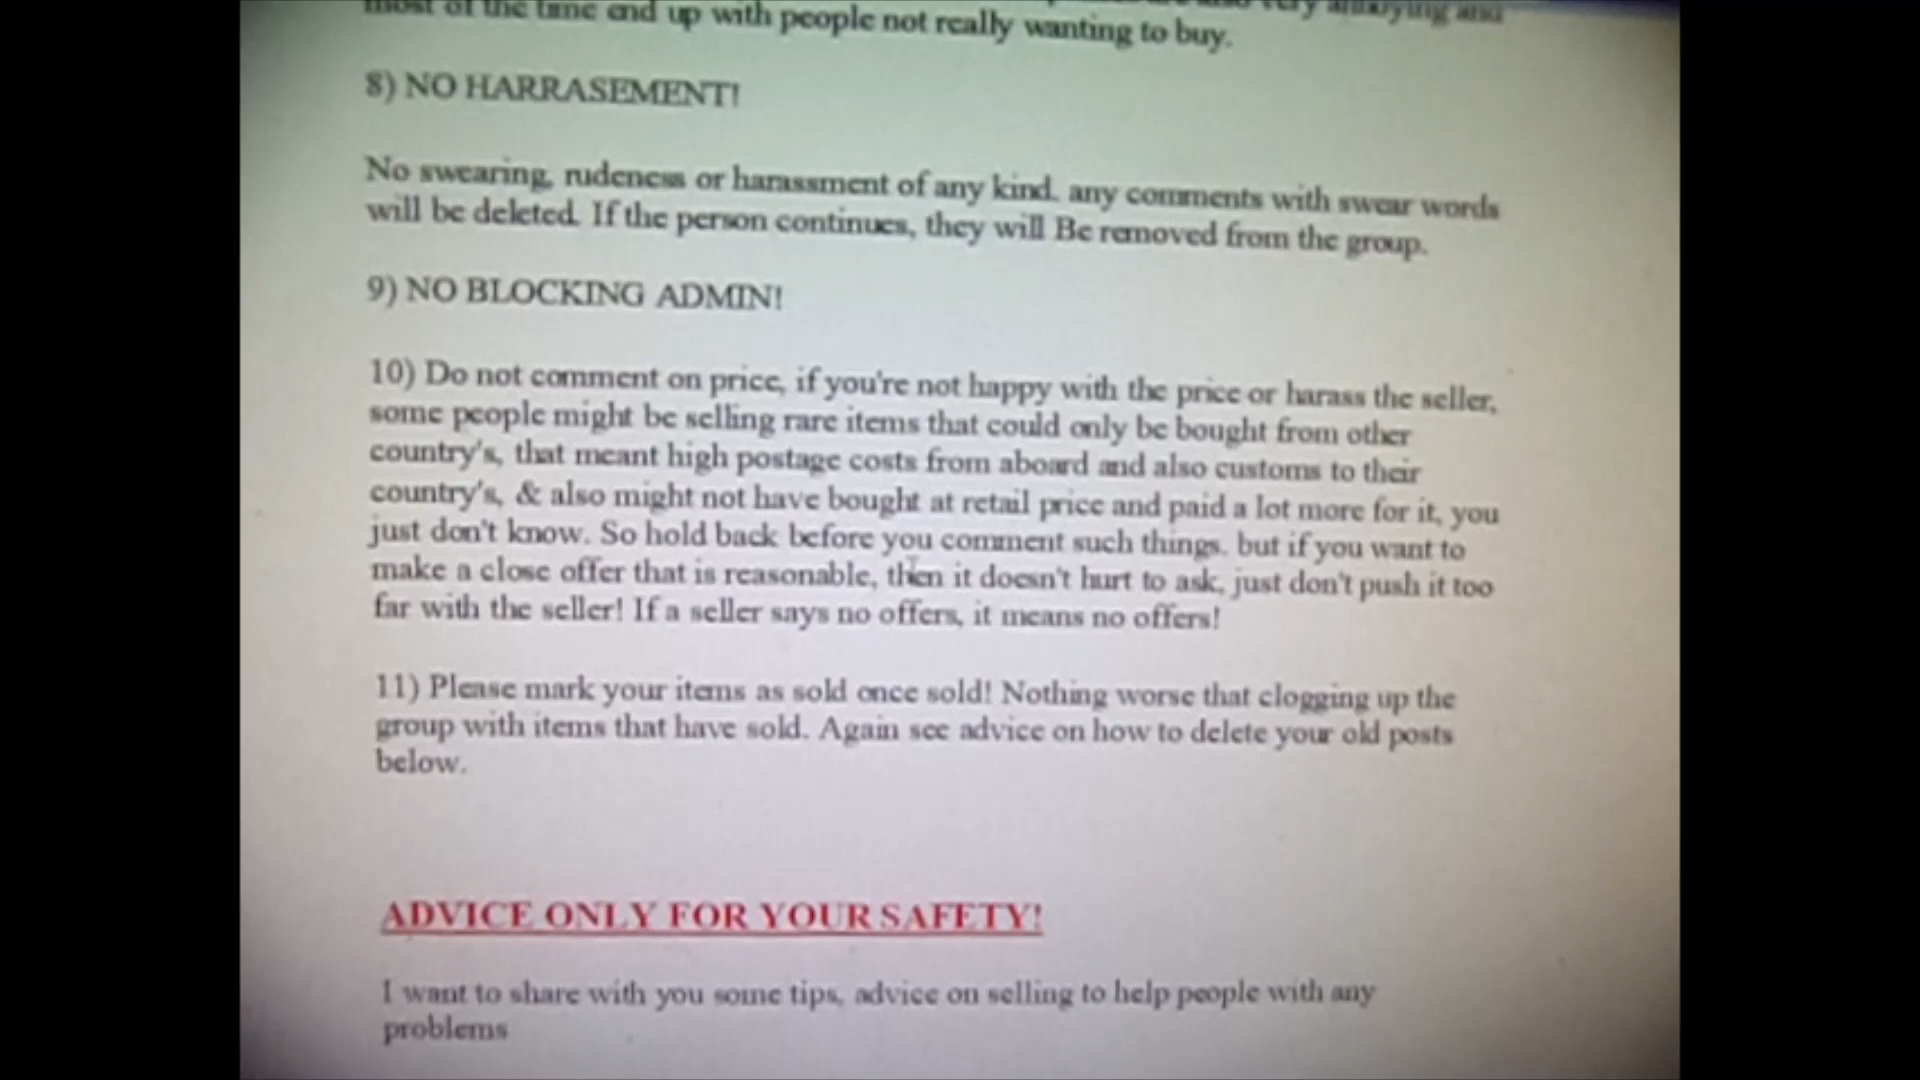 most of the time end up with people not really wanting to buy.
8) NO HARRASEMENT!
No swearing, rudeness or harassment of any kind. any comments with swear words
will be deleted. If the person continues, they will Be removed from the group.
9) NO BLOCKING ADMIN!
10) Do not comment on price, if you're not happy with the price or harass the seller,
some people might be selling rare items that could only be bought from other
country's, that meant high postage costs from aboard and also customs to their
country's, & also might not have bought at retail price and paid a lot more for it, you
just don't know. So hold back before you comment such things. but if you want to
make a close offer that is reasonable, then it doesn't hurt to ask, just don't push it too
far with the seller! If a seller says no offers, it means no offers!
11) Please mark your items as sold once sold! Nothing worse that clogging up the
group with items that have sold. Again see advice on how to delete your old posts
below.
ADVICE ONLY FOR YOUR SAFETY!
I want to share with you some tips, advice on selling to help people with any
problems